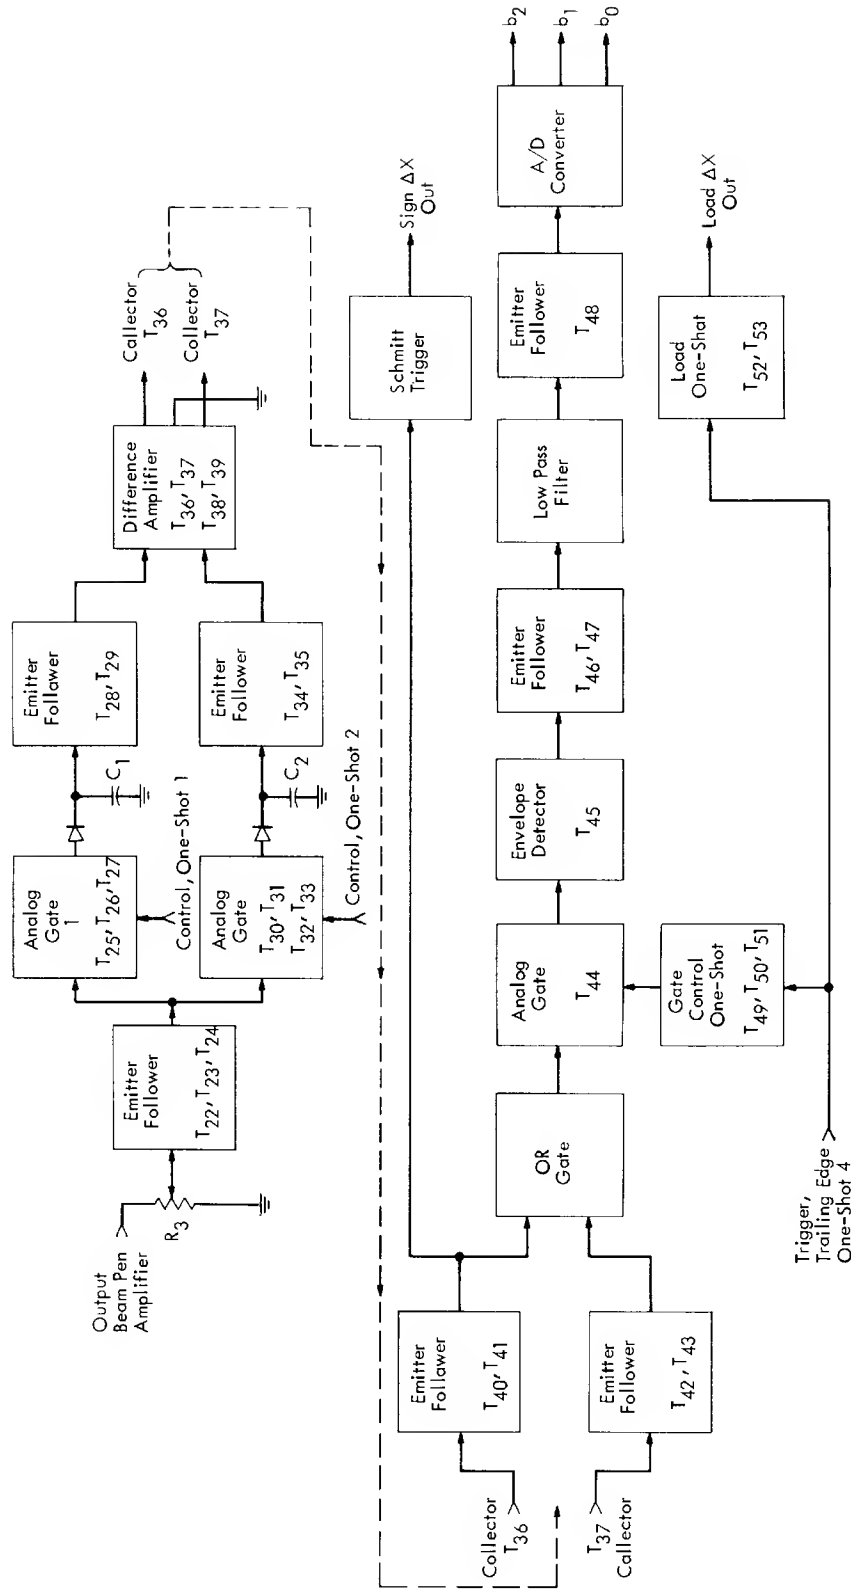 Output
Beam Pen
Amplifier
R3
Emitter
Follower
T22, T23, T24
Analog
Gate
1
T25, T26, T27
Control, One-Shot 1
C1
Emitter
Follawer
T28, T29
Analog
Gate
T30, T31
T32, T33
Control, One-Shot 2
C2
Emitter
Follower
T34, T35
Difference
Amplifier
T36, T37
T38, T39
Callector
T36
Collector
T37
Collector
T36
Emitter
Follawer
T40, T41
T37
Callector
Emitter
Follower
T42, T43
OR
Gate
Schmitt
Trigger
Sign ΔX
Out
Analog
Gate
T44
Envelope
Detector
T45
Emitter
Follower
T46, T47
Low Pass
Filter
Emitter
Follower
T48
A/D
Converter
b2
b1
b0
Trigger,
Trailing Edge
One-Shot 4
Gate
Control
One-Shot
T49, T50, T51
Load
One-Shat
T52, T53
Load ΔX
Out